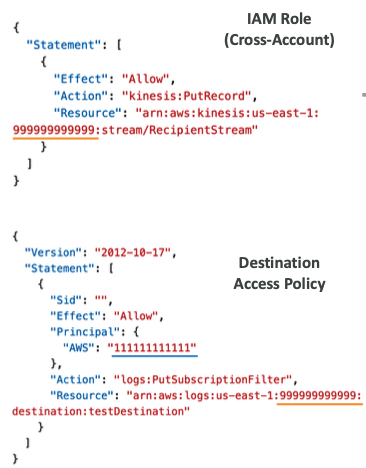 IAM Role
(Cross-Account)
{
"Statement": [
{
"Effect": "Allow",
"Action": "kinesis:PutRecord",
"Resource": "arn:aws:kinesis:us-east-1:
999999999999:stream/RecipientStream"
}
]
}
Destination
Access Policy
{
"Version": "2012-10-17",
"Statement": [
{
"Sid": "",
"Effect": "Allow",
"Principal": {
"AWS": "111111111111"
},
"Action": "logs:PutSubscriptionFilter",
"Resource": "arn:aws:logs:us-east-1:999999999999:
destination:testDestination"
}
]
}